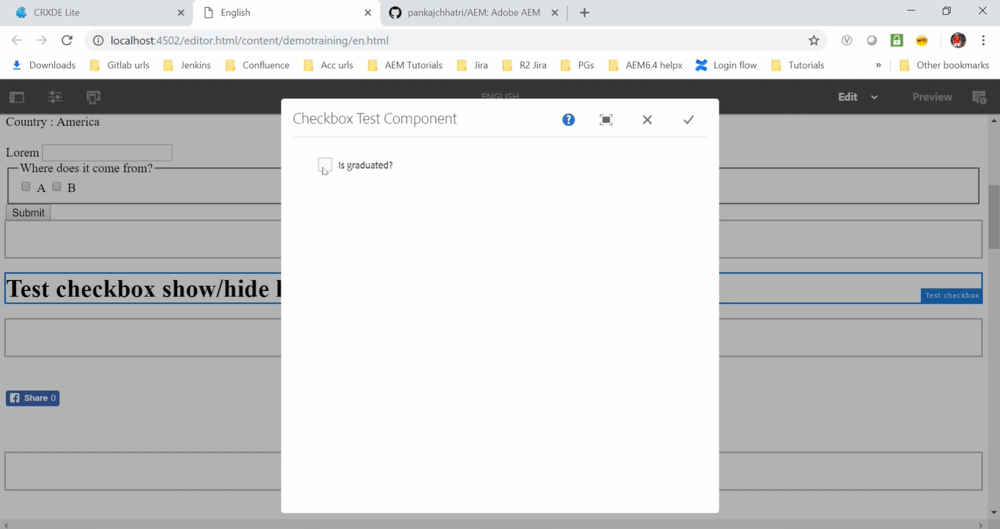 CRXDE Lite
English
pankajchhatri/AEM: Adobe AEM
localhost:4502/editor.html/content/demotraining/en.html
Downloads
Gitlab urls
Jenkins
Confluence
Acc urls
AEM Tutorials
Jira
R2 Jira
PGs
AEM6.4 helpx
Login flow
Tutorials
»
Other bookmarks
ENGLISH
Edit
Preview
Country : America
Checkbox Test Component
Lorem
Where does it come from?
Is graduated?
A
B
Submit
Test checkbox show/hide
Test checkbox
Share 0